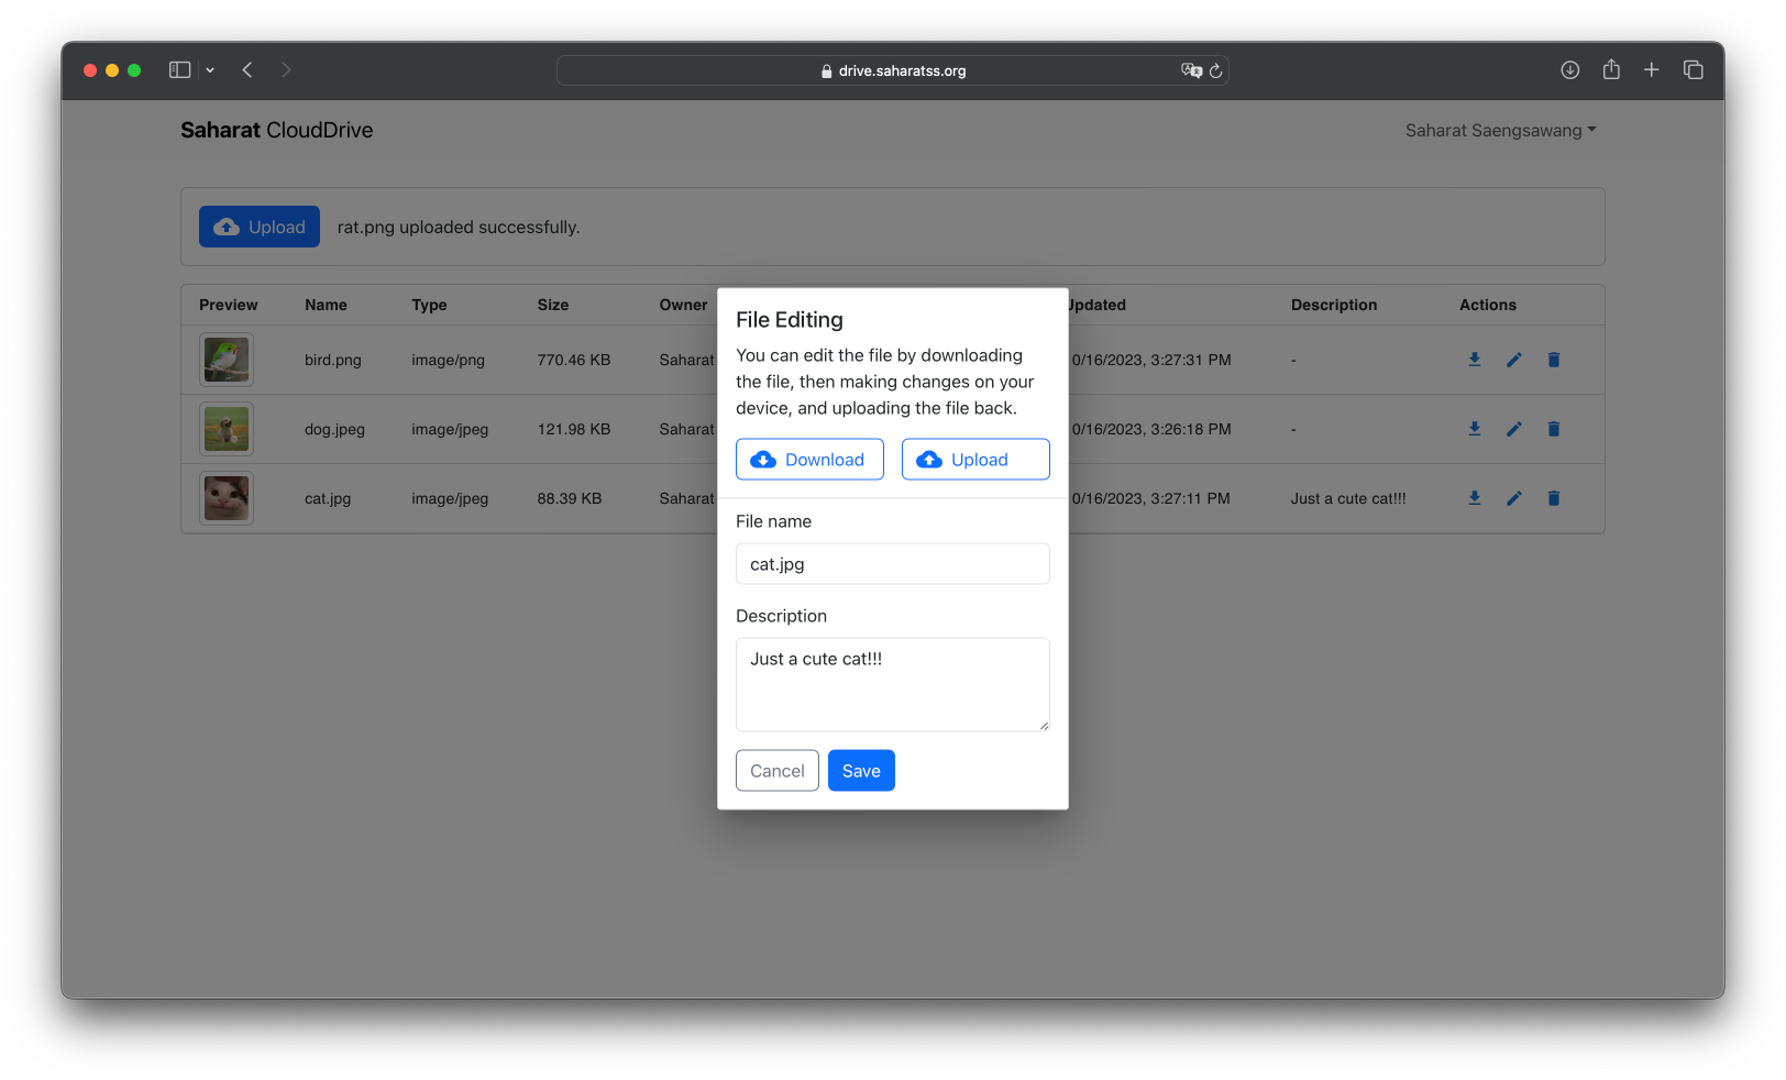 drive.saharatss.org
Saharat CloudDrive
Saharat Saengsawang
Upload
rat.png uploaded successfully.
Preview Name Type Size Owner Updated Description Actions
bird.png image/png 770.46 KB Saharat 0/16/2023, 3:27:31 PM -
dog.jpeg image/jpeg 121.98 KB Saharat 0/16/2023, 3:26:18 PM -
cat.jpg image/jpeg 88.39 KB Saharat 0/16/2023, 3:27:11 PM Just a cute cat!!!
File Editing
You can edit the file by downloading
the file, then making changes on your
device, and uploading the file back.
Download Upload
File name
cat.jpg
Description
Just a cute cat!!!
Cancel Save